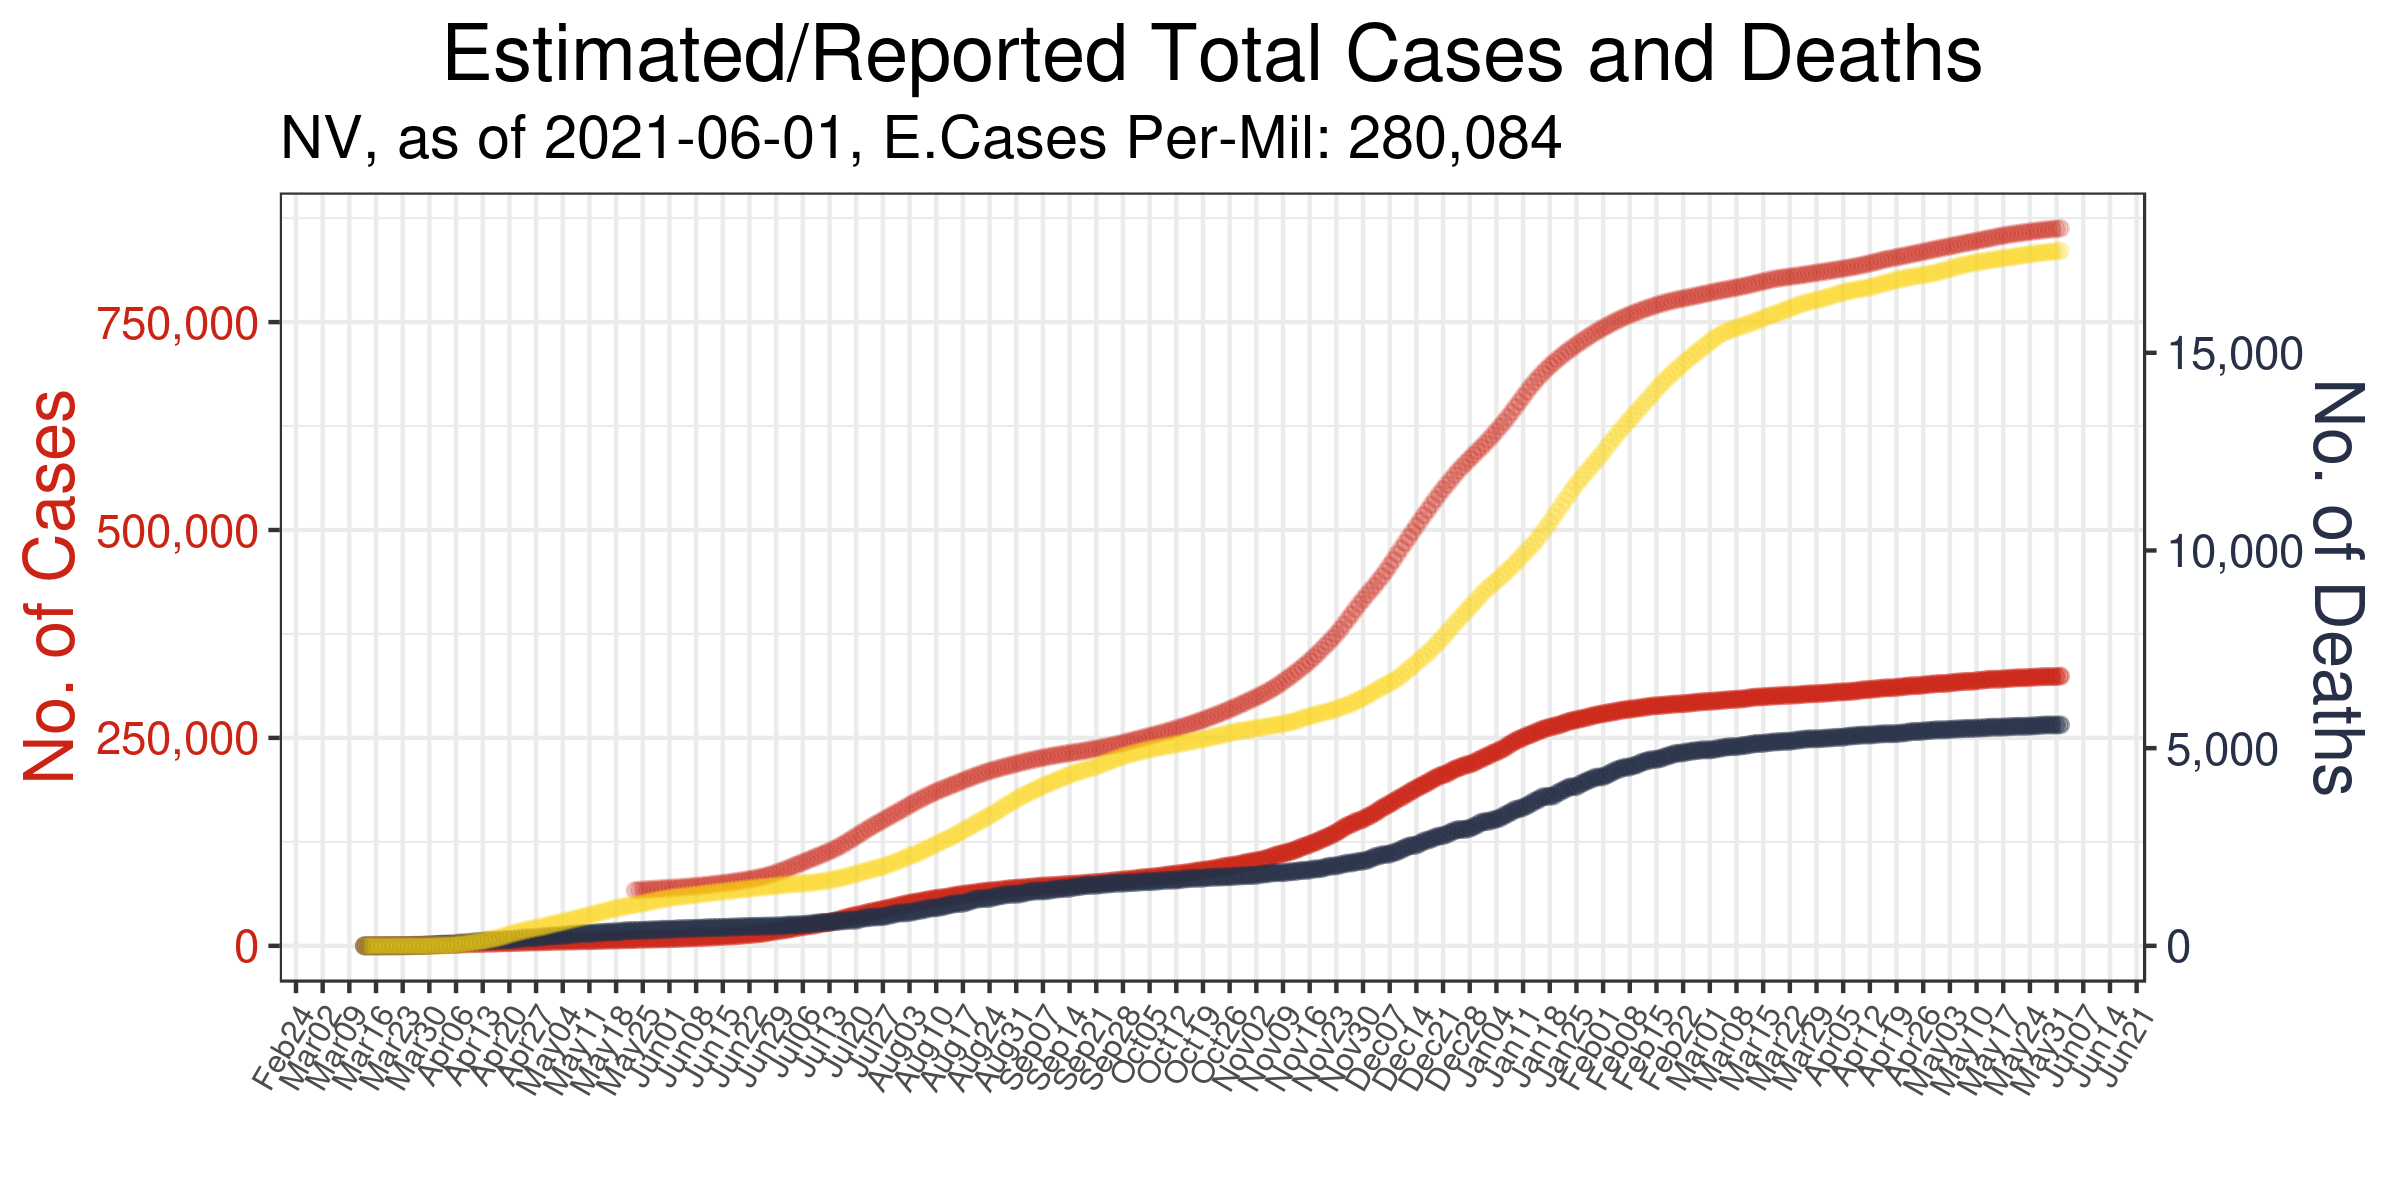 Estimated/Reported Total Cases and Deaths
NV, as of 2021-06-01, E.Cases Per-Mil: 280,084
No. of Cases
750,000
500,000
250,000
0
15,000
10,000
5,000
0
No. of Deaths
Feb24
Mar02
Mar09
Mar16
Mar23
Mar30
Apr06
Apr13
Apr20
Apr27
May04
May11
May18
May25
Jun01
Jun08
Jun15
Jun22
Jun29
Jul06
Jul13
Jul20
Jul27
Aug03
Aug10
Aug17
Aug24
Aug31
Sep07
Sep14
Sep21
Sep28
Oct05
Oct12
Oct19
Oct26
Nov02
Nov09
Nov16
Nov23
Nov30
Dec07
Dec14
Dec21
Dec28
Jan04
Jan11
Jan18
Jan25
Feb01
Feb08
Feb15
Feb22
Mar01
Mar08
Mar15
Mar22
Mar29
Apr05
Apr12
Apr19
Apr26
May03
May10
May17
May24
May31
Jun07
Jun14
Jun21